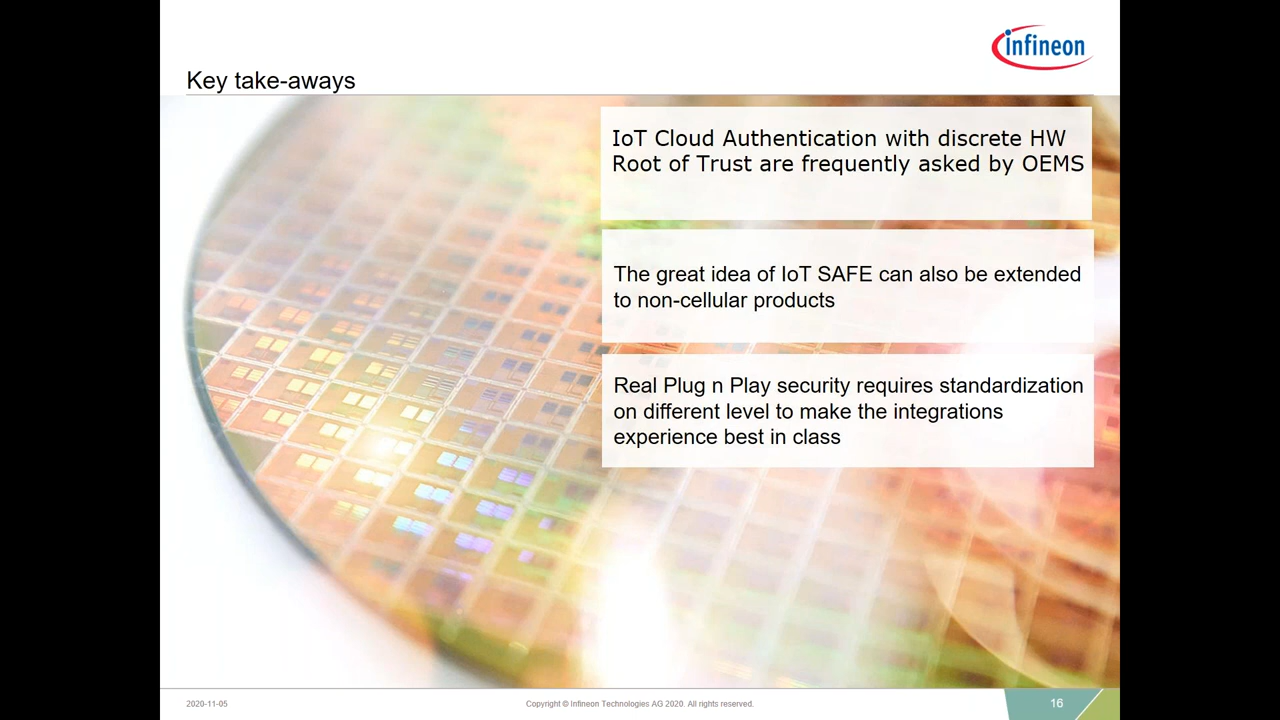 infineon
Key take-aways
IoT Cloud Authentication with discrete HW
Root of Trust are frequently asked by OEMS
The great idea of IoT SAFE can also be extended
to non-cellular products
Real Plug n Play security requires standardization
on different level to make the integrations
experience best in class
2020-11-05
Copyright © Infineon Technologies AG 2020. All rights reserved.
16